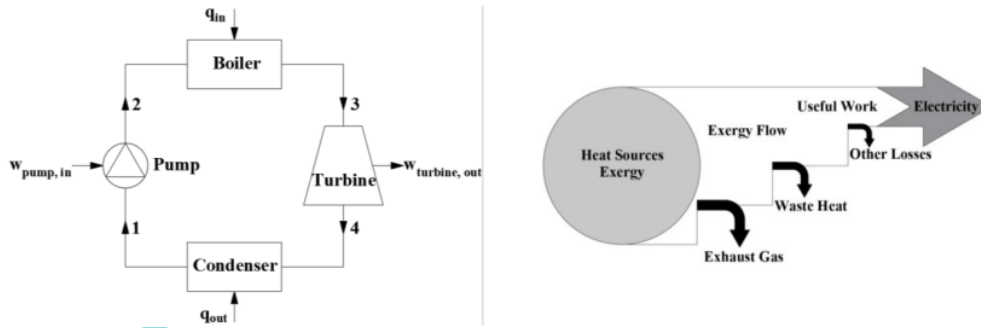 q_in
Boiler
2
3
w_pump, in
Pump
Turbine
w_turbine, out
1
4
Condenser
q_out
Useful Work
Electricity
Exergy Flow
Heat Sources
Exergy
Other Losses
Waste Heat
Exhaust Gas